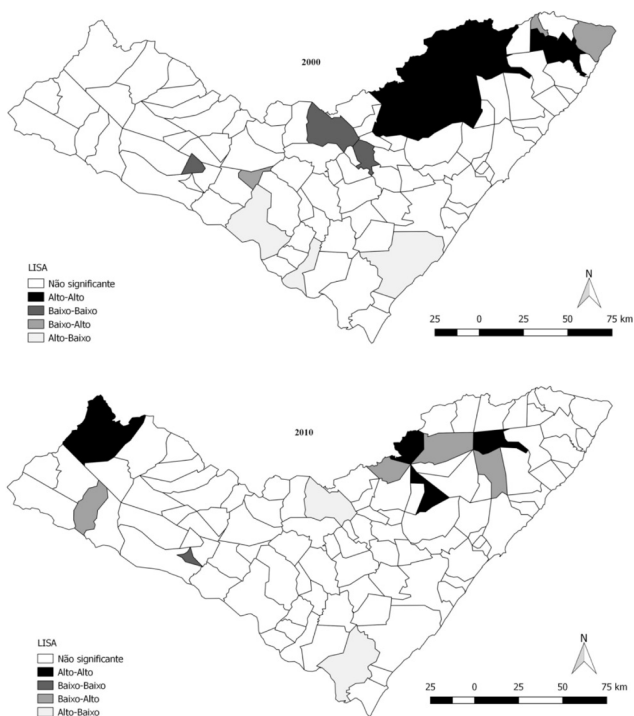 2000
LISA
Não significante
Alto-Alto
Baixo-Baixo
Baixo-Alto
Alto-Baixo
N
25 0 25 50 75 km
2010
LISA
Não significante
Alto-Alto
Baixo-Baixo
Baixo-Alto
Alto-Baixo
N
25 0 25 50 75 km